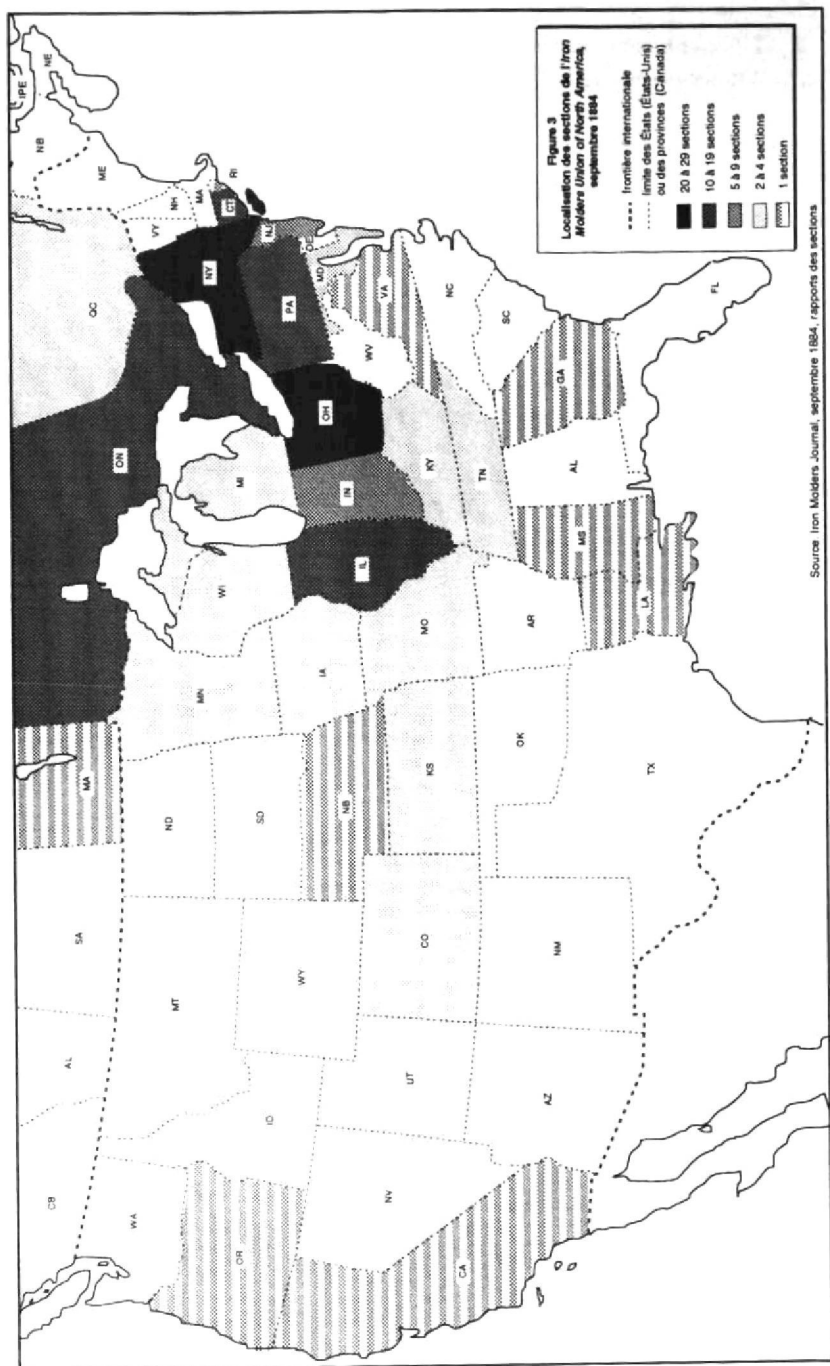 Figure 3
Localisation des sections de l'Iron
Molders Union of North America,
septembre 1884
frontière internationale
limite des États (États-Unis)
ou des provinces (Canada)
20 à 29 sections
10 à 19 sections
5 à 9 sections
2 à 4 sections
1 section
CB
AL
SA
MA
ON
QC
NB
IPE
NE
WA
MT
ND
MN
WI
MI
NY
VY
NH
ME
MA
RI
CT
OR
ID
WY
SD
IA
IL
IN
OH
PA
NJ
DE
MD
NV
UT
CO
NB
KS
MO
KY
WV
VA
CA
AZ
NM
OK
AR
TN
NC
SC
TX
LA
MS
AL
GA
FL
Source Iron Molders Journal, septembre 1884, rapports des sections